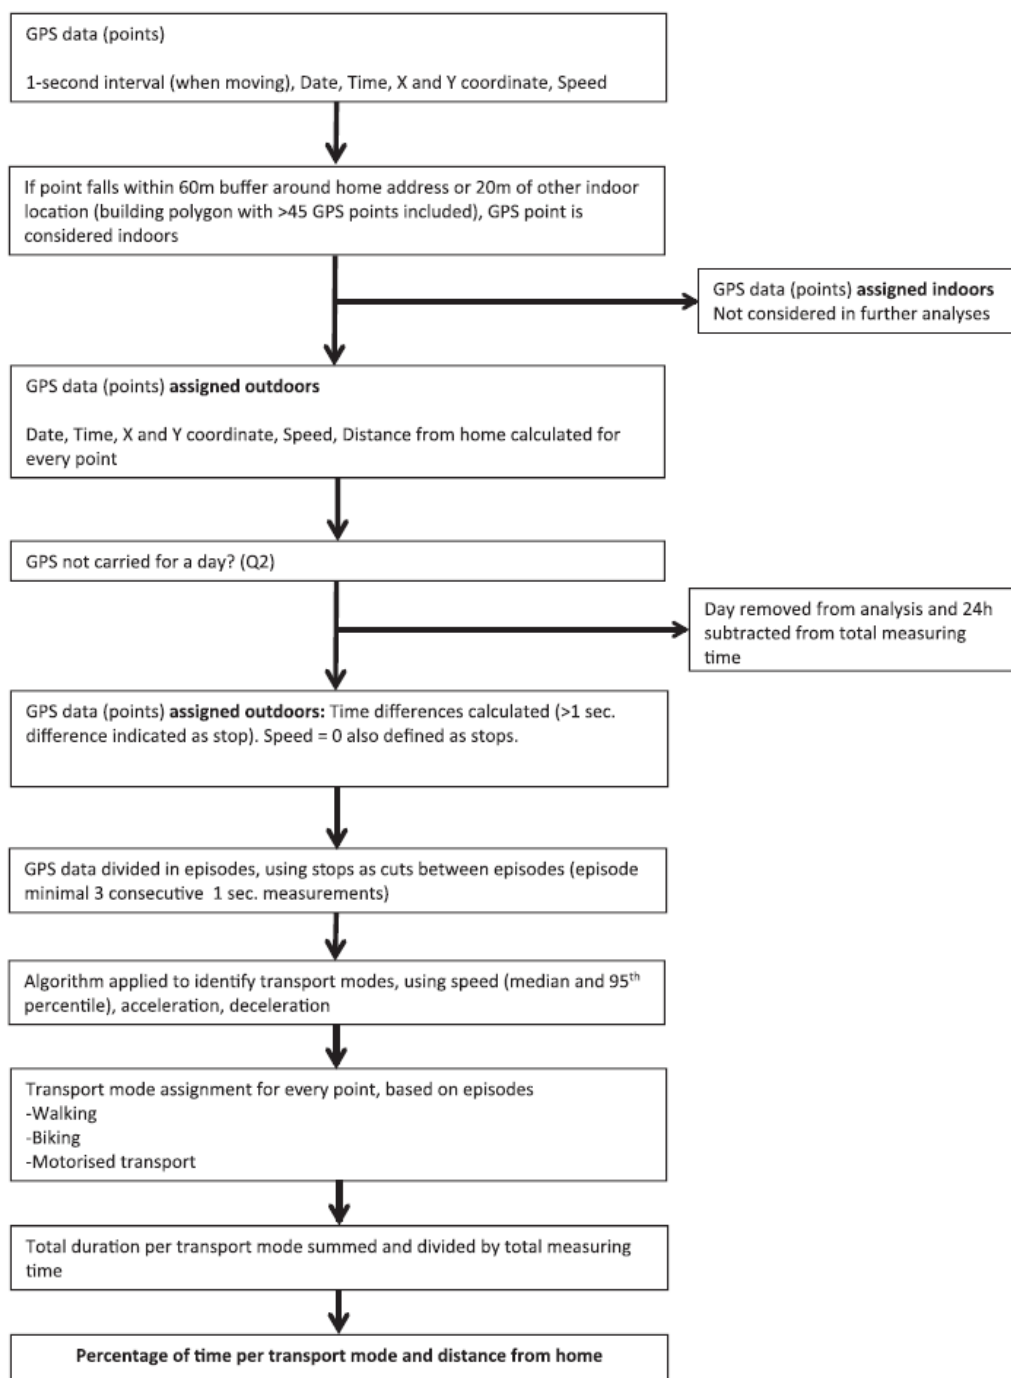 GPS data (points)
1-second interval (when moving), Date, Time, X and Y coordinate, Speed
If point falls within 60m buffer around home address or 20m of other indoor
location (building polygon with >45 GPS points included), GPS point is
considered indoors
GPS data (points) assigned indoors
Not considered in further analyses
GPS data (points) assigned outdoors
Date, Time, X and Y coordinate, Speed, Distance from home calculated for
every point
GPS not carried for a day? (Q2)
Day removed from analysis and 24h
subtracted from total measuring
time
GPS data (points) assigned outdoors: Time differences calculated (>1 sec.
difference indicated as stop). Speed = 0 also defined as stops.
GPS data divided in episodes, using stops as cuts between episodes (episode
minimal 3 consecutive 1 sec. measurements)
Algorithm applied to identify transport modes, using speed (median and 95th
percentile), acceleration, deceleration
Transport mode assignment for every point, based on episodes
-Walking
-Biking
-Motorised transport
Total duration per transport mode summed and divided by total measuring
time
Percentage of time per transport mode and distance from home